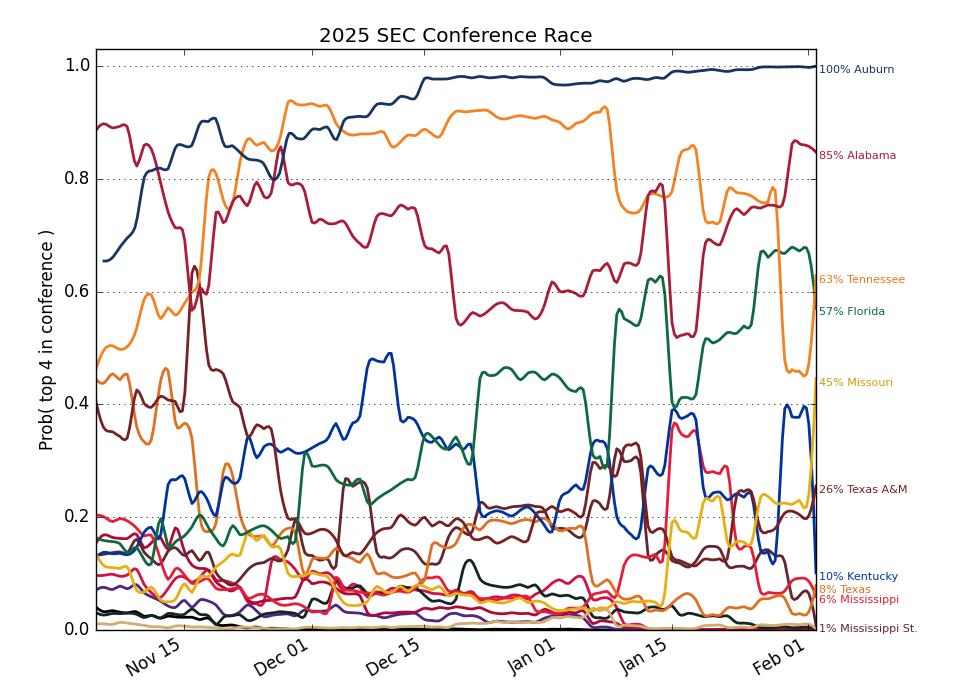 2025 SEC Conference Race
Prob( top 4 in conference )
1.0
0.8
0.6
0.4
0.2
0.0
100% Auburn
85% Alabama
63% Tennessee
57% Florida
45% Missouri
26% Texas A&M
10% Kentucky
8% Texas
6% Mississippi
1% Mississippi St.
Nov 15
Dec 01
Dec 15
Jan 01
Jan 15
Feb 01